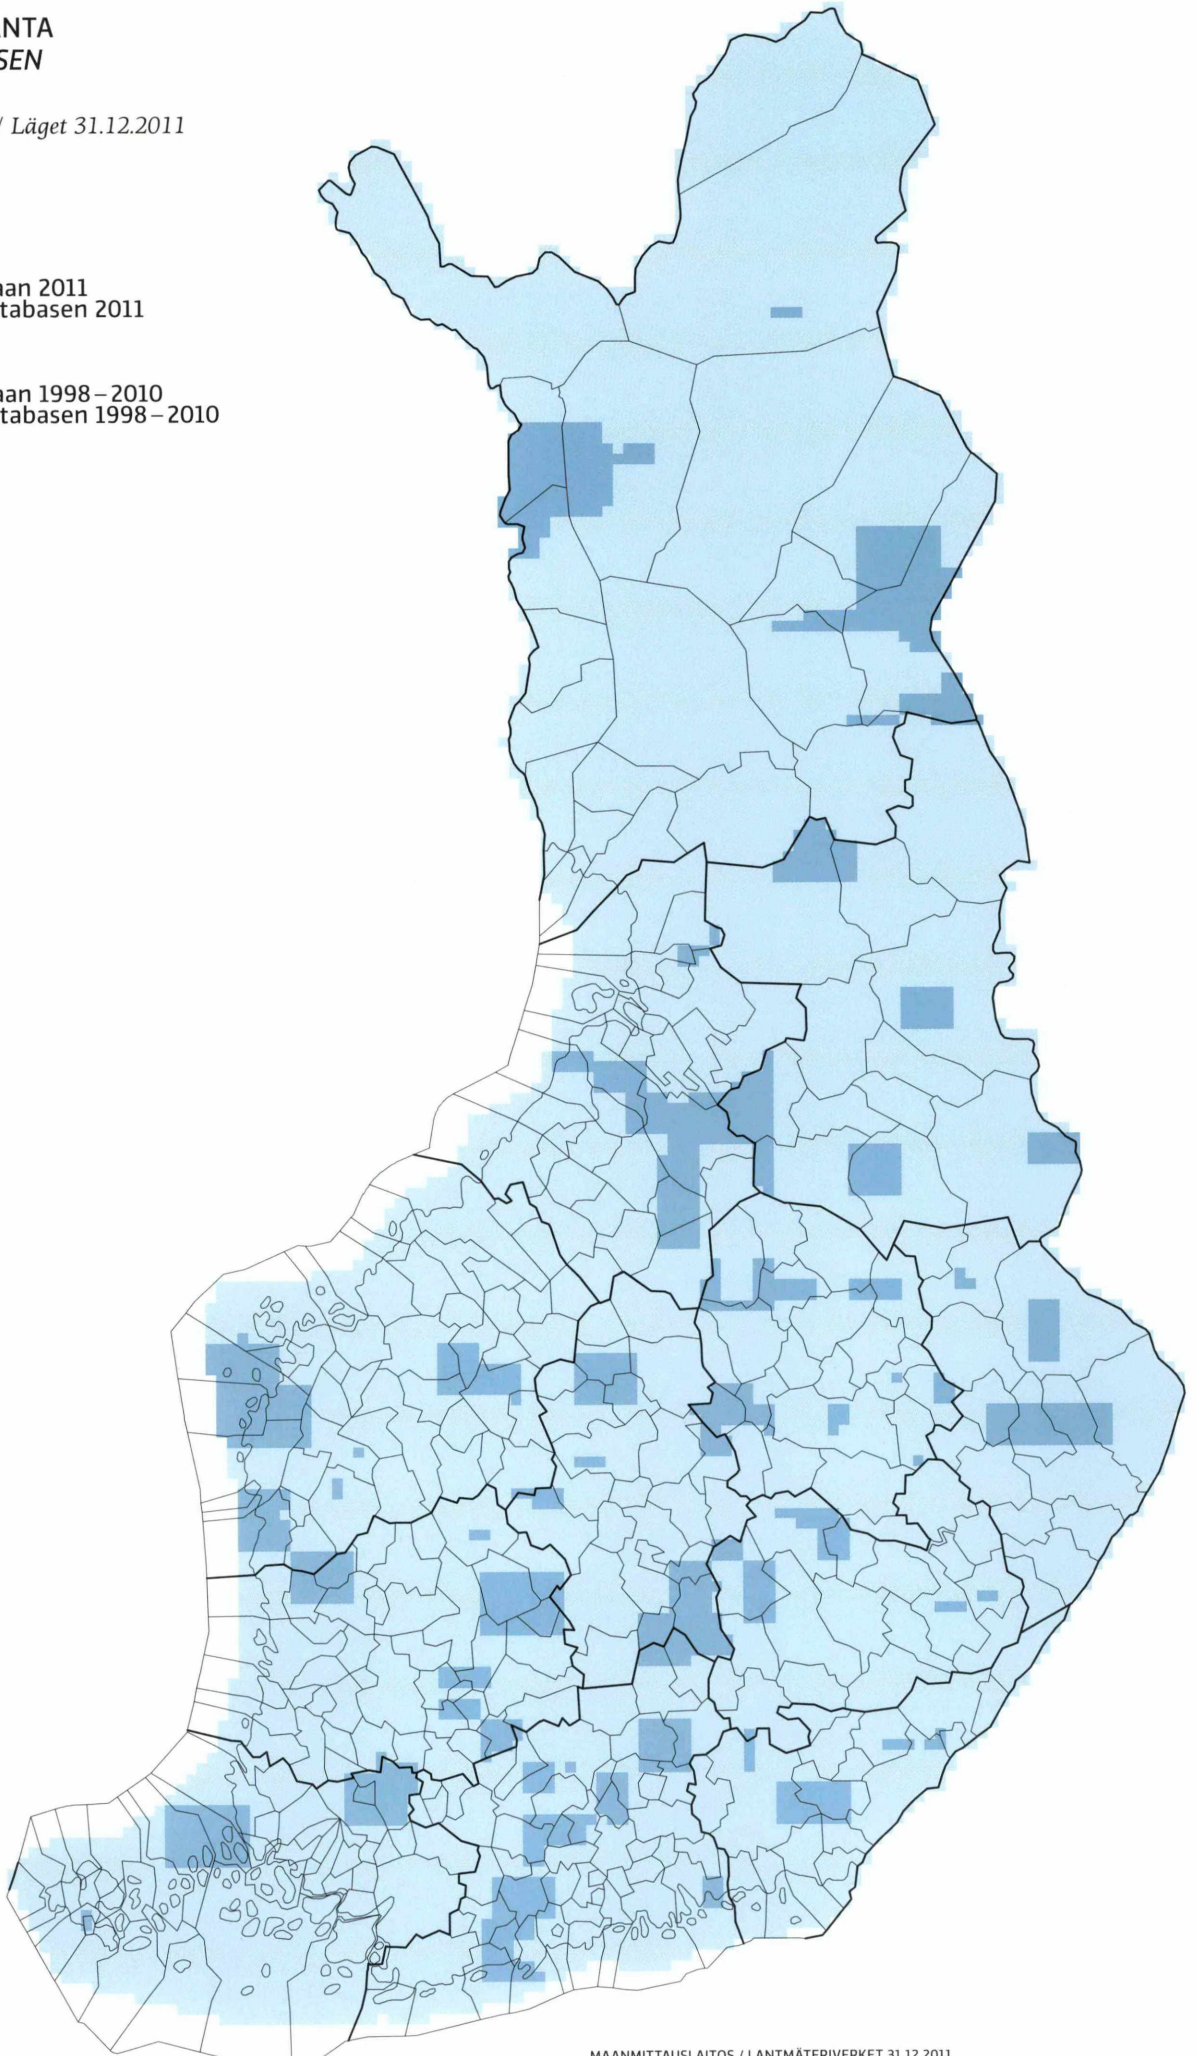 NTA
SEN
/ Läget 31.12.2011
aan 2011
tabasen 2011
aan 1998–2010
tabasen 1998–2010
MAANMITTAUSLAITOS / LANTMÄTERIVERKET 31.12.2011